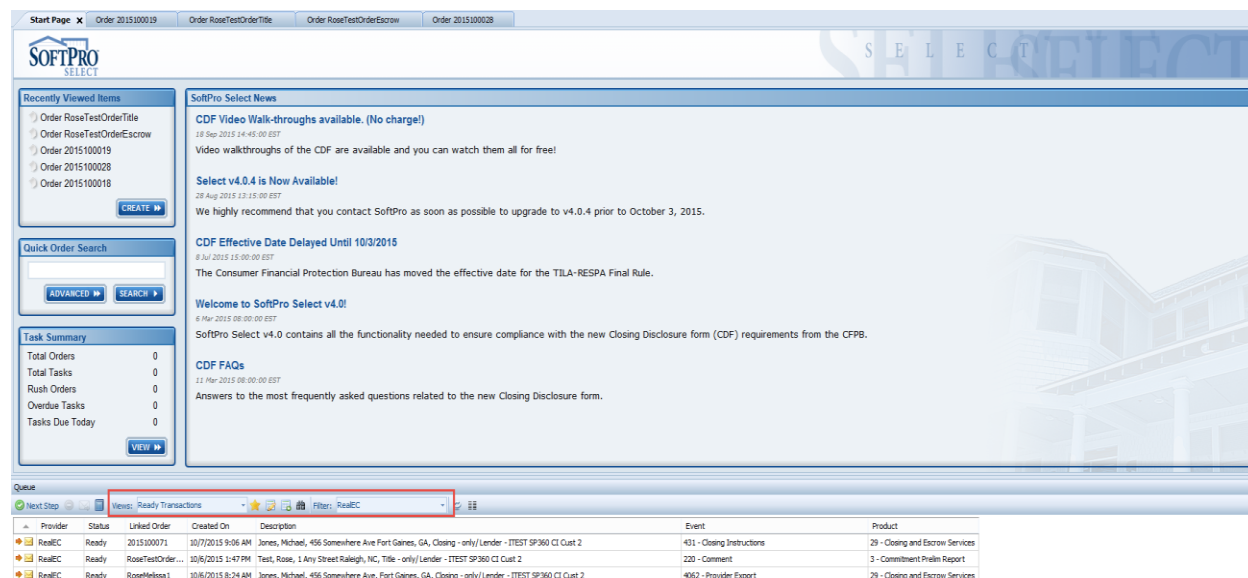 Start Page x Order 2015100019 Order RoseTestOrderTitle Order RoseTestOrderEscrow Order 2015100028
SOFTPRO
SELECT
SELECT
SELECT
Recently Viewed Items
Order RoseTestOrderTitle
Order RoseTestOrderEscrow
Order 2015100019
Order 2015100028
Order 2015100018
CREATE
Quick Order Search
ADVANCED SEARCH
Task Summary
Total Orders 0
Total Tasks 0
Rush Orders 0
Overdue Tasks 0
Tasks Due Today 0
VIEW
SoftPro Select News
CDF Video Walk-throughs available. (No charge!)
18 Sep 2015 14:45:00 EST
Video walkthroughs of the CDF are available and you can watch them all for free!
Select v4.0.4 is Now Available!
28 Aug 2015 13:15:00 EST
We highly recommend that you contact SoftPro as soon as possible to upgrade to v4.0.4 prior to October 3, 2015.
CDF Effective Date Delayed Until 10/3/2015
8 Jul 2015 15:00:00 EST
The Consumer Financial Protection Bureau has moved the effective date for the TILA-RESPA Final Rule.
Welcome to SoftPro Select v4.0!
6 Mar 2015 08:00:00 EST
SoftPro Select v4.0 contains all the functionality needed to ensure compliance with the new Closing Disclosure form (CDF) requirements from the CFPB.
CDF FAQs
11 Mar 2015 08:00:00 EST
Answers to the most frequently asked questions related to the new Closing Disclosure form.
Queue
Next Step Views: Ready Transactions Filter: RealEC
Provider Status Linked Order Created On Description Event Product
RealEC Ready 2015100071 10/7/2015 9:06 AM Jones, Michael, 456 Somewhere Ave Fort Gaines, GA, Closing - only/ Lender - ITEST SP360 CI Cust 2 431 - Closing Instructions 29 - Closing and Escrow Services
RealEC Ready RoseTestOrder... 10/6/2015 1:47 PM Test, Rose, 1 Any Street Raleigh, NC, Title - only/ Lender - ITEST SP360 CI Cust 2 220 - Comment 3 - Commitment Prelim Report
RealEC Ready RoseMelissa1 10/6/2015 8:24 AM Jones, Michael, 456 Somewhere Ave, Fort Gaines, GA, Closing - only/ Lender - ITEST SP360 CI Cust 2 4062 - Provider Export 29 - Closing and Escrow Services